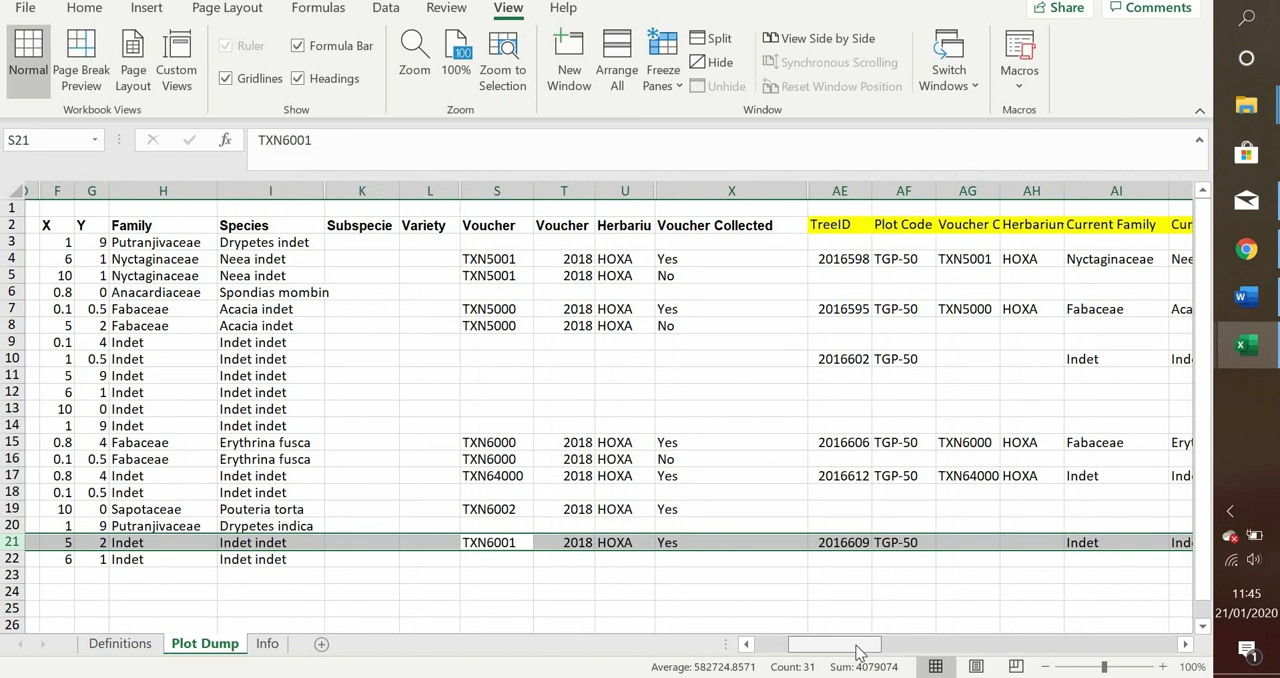 File Home Insert Page Layout Formulas Data Review View Help Share Comments
Normal Page Break Preview Page Layout Custom Views Ruler Formula Bar Gridlines Headings Zoom 100 100% Zoom to Selection New Window Arrange All Freeze Panes Split Hide Unhide View Side by Side Synchronous Scrolling Reset Window Position Switch Windows Macros
Workbook Views Show Zoom Window Macros
S21 fx TXN6001
F G H I K L S T U X AE AF AG AH AI
1
2 X Y Family Species Subspecie Variety Voucher Voucher Herbariu Voucher Collected TreeID Plot Code Voucher C Herbariun Current Family Cur
3 1 9 Putranjivaceae Drypetes indet
4 6 1 Nyctaginaceae Neea indet TXN5001 2018 HOXA Yes 2016598 TGP-50 TXN5001 HOXA Nyctaginaceae Nee
5 10 1 Nyctaginaceae Neea indet TXN5001 2018 HOXA No
6 0.8 0 Anacardiaceae Spondias mombin
7 0.1 0.5 Fabaceae Acacia indet TXN5000 2018 HOXA Yes 2016595 TGP-50 TXN5000 HOXA Fabaceae Aca
8 5 2 Fabaceae Acacia indet TXN5000 2018 HOXA No
9 0.1 4 Indet Indet indet
10 1 0.5 Indet Indet indet 2016602 TGP-50 Indet Ind
11 5 9 Indet Indet indet
12 6 1 Indet Indet indet
13 10 0 Indet Indet indet
14 1 9 Indet Indet indet
15 0.8 4 Fabaceae Erythrina fusca TXN6000 2018 HOXA Yes 2016606 TGP-50 TXN6000 HOXA Fabaceae Eryt
16 0.1 0.5 Fabaceae Erythrina fusca TXN6000 2018 HOXA No
17 0.8 4 Indet Indet indet TXN64000 2018 HOXA Yes 2016612 TGP-50 TXN64000 HOXA Indet Ind
18 0.1 0.5 Indet Indet indet
19 10 0 Sapotaceae Pouteria torta TXN6002 2018 HOXA Yes
20 1 9 Putranjivaceae Drypetes indica
21 5 2 Indet Indet indet TXN6001 2018 HOXA Yes 2016609 TGP-50 Indet Ind
22 6 1 Indet Indet indet
23
24
25
26
Definitions Plot Dump Info
Average: 582724.8571 Count: 31 Sum: 4079074 100%
11:45
21/01/2020
1